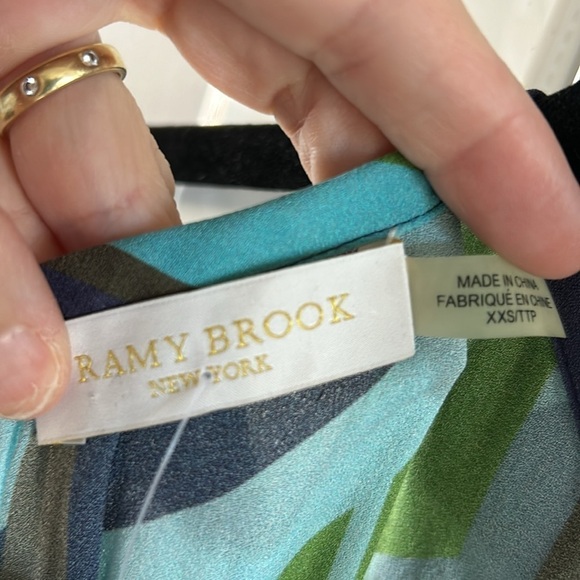 RAMY BROOK
NEW YORK
MADE IN CHINA
FABRIQUÉ EN CHINE
XXS/TTP